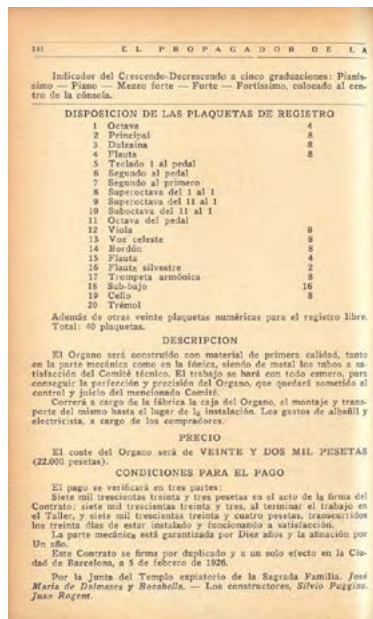 141 EL PROPAGADOR DE LA
Indicador del Crescendo-Decrescendo a cinco graduaciones: Pianís-
simo — Piano — Mezzo forte — Forte — Fortíssimo, colocado al cen-
tro de la cónsola.
DISPOSICION DE LAS PLAQUETAS DE REGISTRO
1 Octava 4
2 Principal 8
3 Dulzaina 8
4 Flauta 8
5 Teclado 1 al pedal
6 Segundo al pedal
7 Segundo al primero
8 Superoctava del 1 al 1
9 Superoctava del 11 al 1
10 Suboctava del 11 al 1
11 Octava del pedal
12 Viola 8
13 Voz celeste 8
14 Bordón 8
15 Flauta 4
16 Flauta silvestre 2
17 Trompeta armónica 8
18 Sub-bajo 16
19 Cello 8
20 Trémol
Además de otras veinte plaquetas numéricas para el registro libre.
Total: 40 plaquetas.
DESCRIPCION
El Organo será construído con material de primera calidad, tanto
en la parte mecánica como en la fónica, siendo de metal los tubos a sa-
tisfacción del Comité técnico. El trabajo se hará con todo esmero, para
conseguir la perfección y precisión del Organo, que quedará sometido al
control y juicio del mencionado Comité.
Correrá a cargo de la fábrica la caja del Organo, el montaje y trans-
porte del mismo hasta el lugar de la instalación. Los gastos de albañil y
electricista, a cargo de los compradores.
PRECIO
El coste del Organo será de VEINTE Y DOS MIL PESETAS
(22.000 pesetas).
CONDICIONES PARA EL PAGO
El pago se verificará en tres partes:
Siete mil trescientas treinta y tres pesetas en el acto de la firma del
Contrato; siete mil trescientas treinta y tres, al terminar el trabajo en
el Taller, y siete mil trescientas treinta y cuatro pesetas, transcurridos
los treinta días de estar instalado y funcionando a satisfacción.
La parte mecánica está garantizada por Diez años y la afinación por
Un año.
Este Contrato se firma por duplicado y a un solo efecto en la Ciu-
dad de Barcelona, a 5 de febrero de 1926.
Por la Junta del Templo expiatorio de la Sagrada Familia, José
María de Dalmases y Bocabella. — Los constructores, Silvio Puggina,
Juan Rogent.